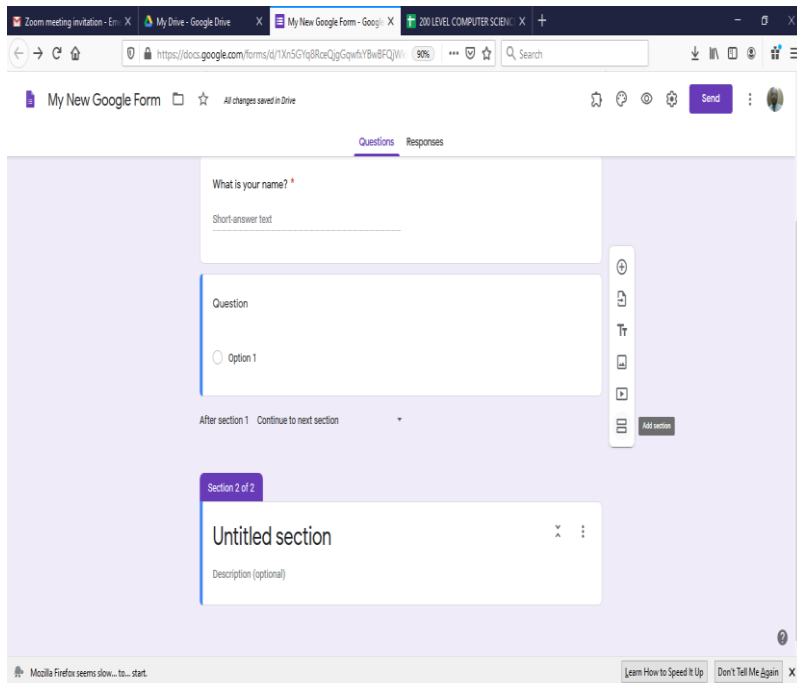 Zoom meeting invitation - Em
My Drive - Google Drive
My New Google Form - Google
200 LEVEL COMPUTER SCIENC
https://docs.google.com/forms/d/1Xn5GYq8RceQjgGqwfxYBwBFQjW
90%
Search
My New Google Form
All changes saved in Drive
Send
Questions Responses
What is your name? *
Short-answer text
Question
Option 1
After section 1 Continue to next section
Add section
Section 2 of 2
Untitled section
Description (optional)
Mozilla Firefox seems slow... to... start.
Learn How to Speed It Up
Don't Tell Me Again